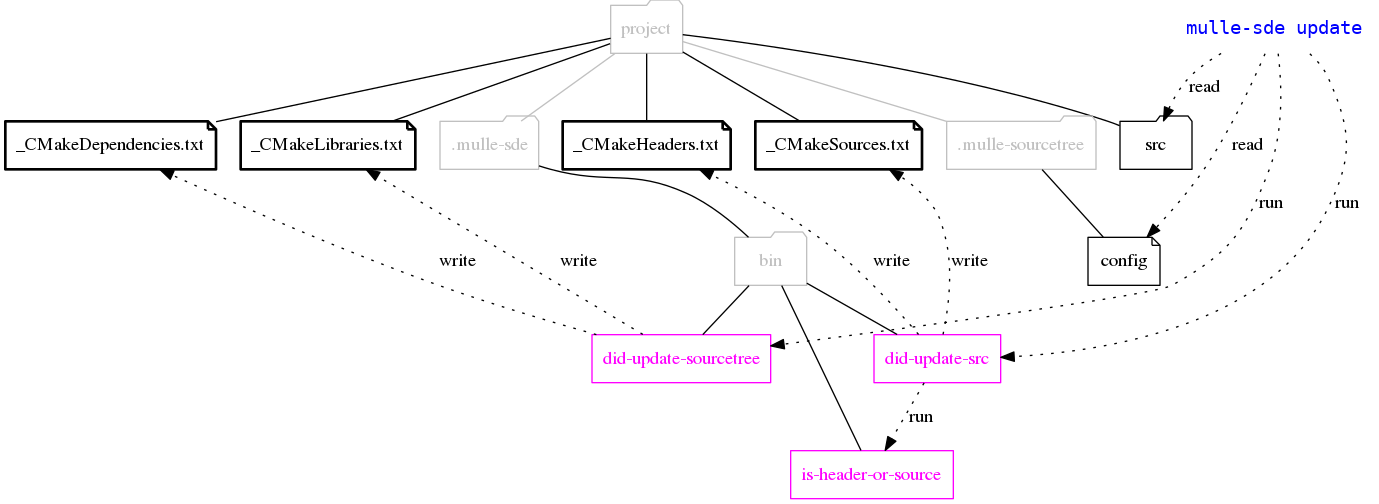 project
mulle-sde update
read
_CMakeDependencies.txt
_CMakeLibraries.txt
.mulle-sde
_CMakeHeaders.txt
_CMakeSources.txt
.mulle-sourcetree
src
read
run
run
write
write
bin
write
write
config
did-update-sourcetree
did-update-src
run
is-header-or-source